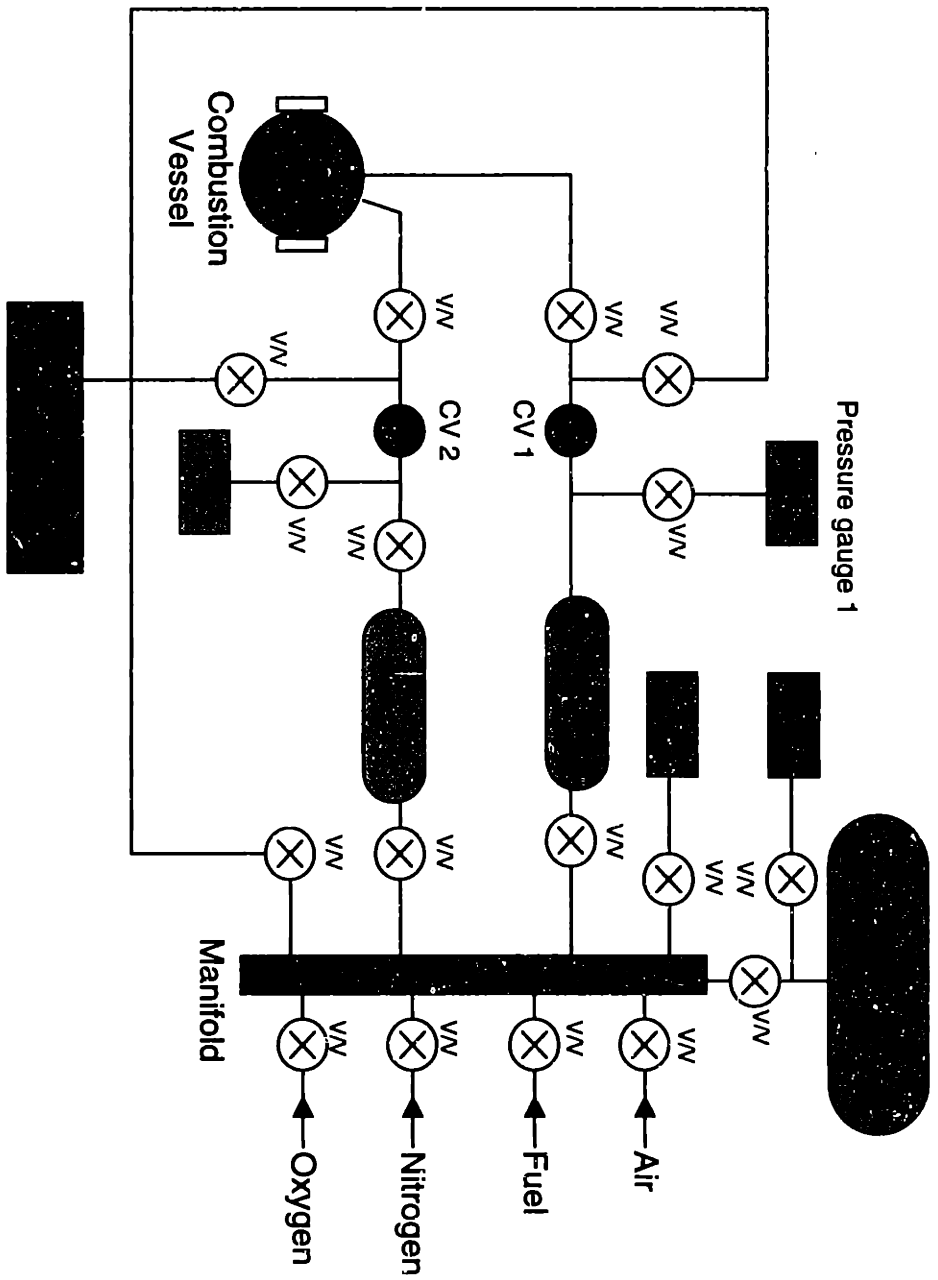 Pressure gauge 1
V/V
V/V
V/V
V/V
V/V
V/V
Air
V/V
V/V
V/V
Fuel
CV 1
V/V
CV 2
V/V
V/V
Nitrogen
V/V
V/V
V/V
Oxygen
V/V
V/V
Combustion
Vessel
Manifold